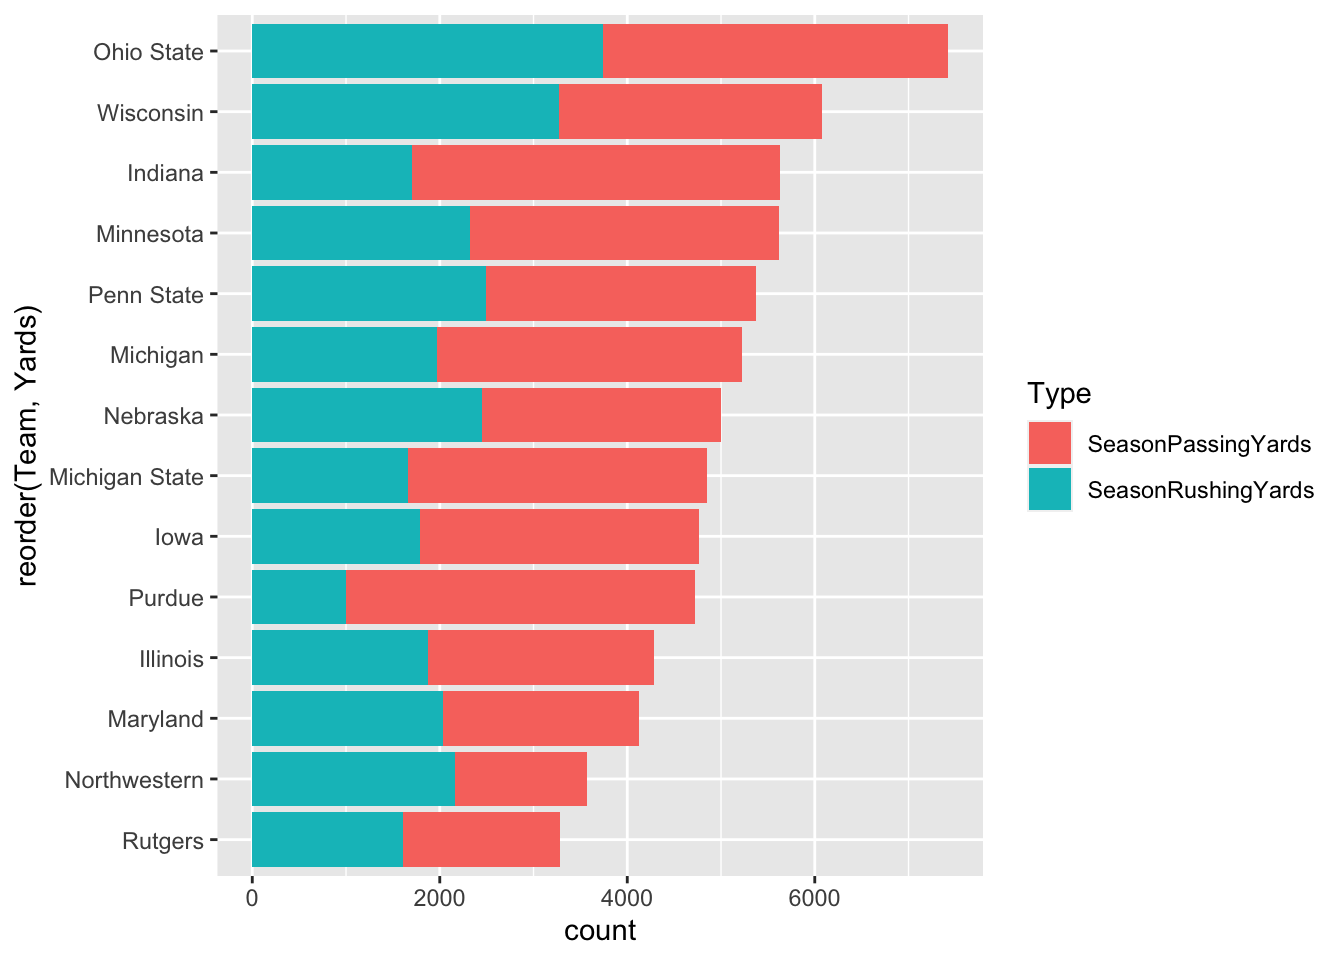 reorder(Team, Yards)
Ohio State
Wisconsin
Indiana
Minnesota
Penn State
Michigan
Nebraska
Michigan State
Iowa
Purdue
Illinois
Maryland
Northwestern
Rutgers
0 2000 4000 6000
count
Type
SeasonPassingYards
SeasonRushingYards